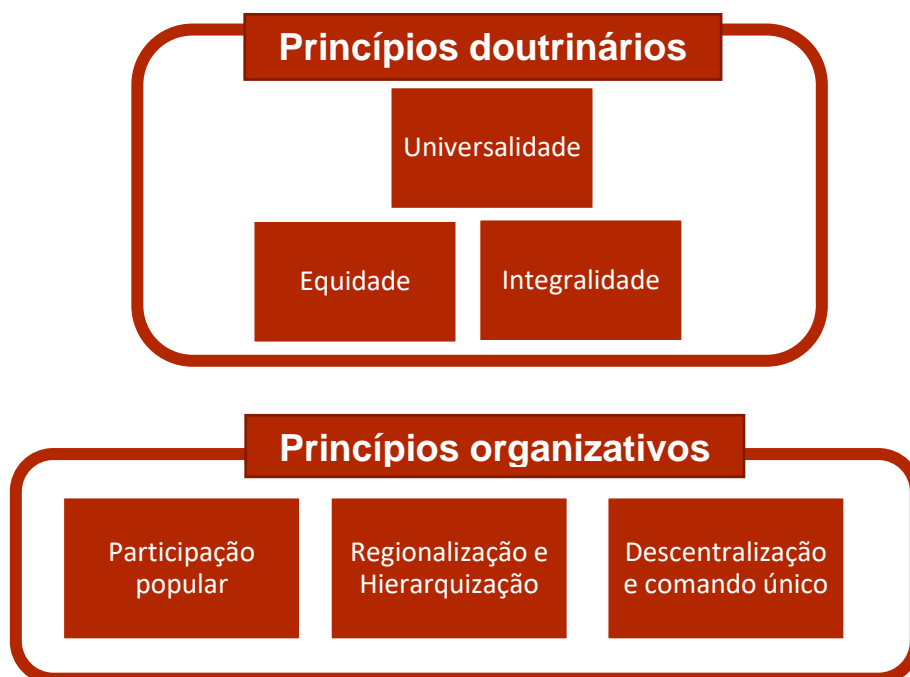 Princípios doutrinários
Universalidade
Equidade
Integralidade
Princípios organizativos
Participação
popular
Regionalização e
Hierarquização
Descentralização
e comando único